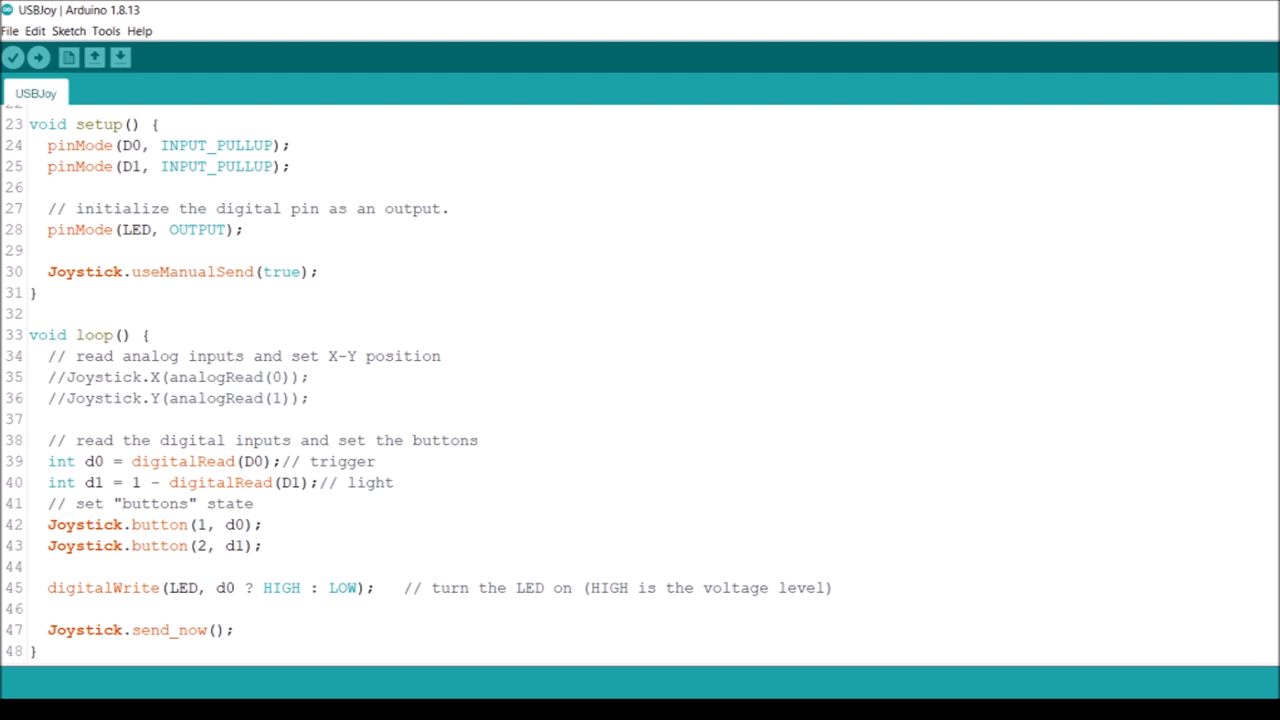 USBJoy | Arduino 1.8.13
File Edit Sketch Tools Help
USBJoy
22
23 void setup() {
24 pinMode(D0, INPUT_PULLUP);
25 pinMode(D1, INPUT_PULLUP);
26
27 // initialize the digital pin as an output.
28 pinMode(LED, OUTPUT);
29
30 Joystick.useManualSend(true);
31 }
32
33 void loop() {
34 // read analog inputs and set X-Y position
35 //Joystick.X(analogRead(0));
36 //Joystick.Y(analogRead(1));
37
38 // read the digital inputs and set the buttons
39 int d0 = digitalRead(D0);// trigger
40 int d1 = 1 - digitalRead(D1);// light
41 // set "buttons" state
42 Joystick.button(1, d0);
43 Joystick.button(2, d1);
44
45 digitalWrite(LED, d0 ? HIGH : LOW);   // turn the LED on (HIGH is the voltage level)
46
47 Joystick.send_now();
48 }